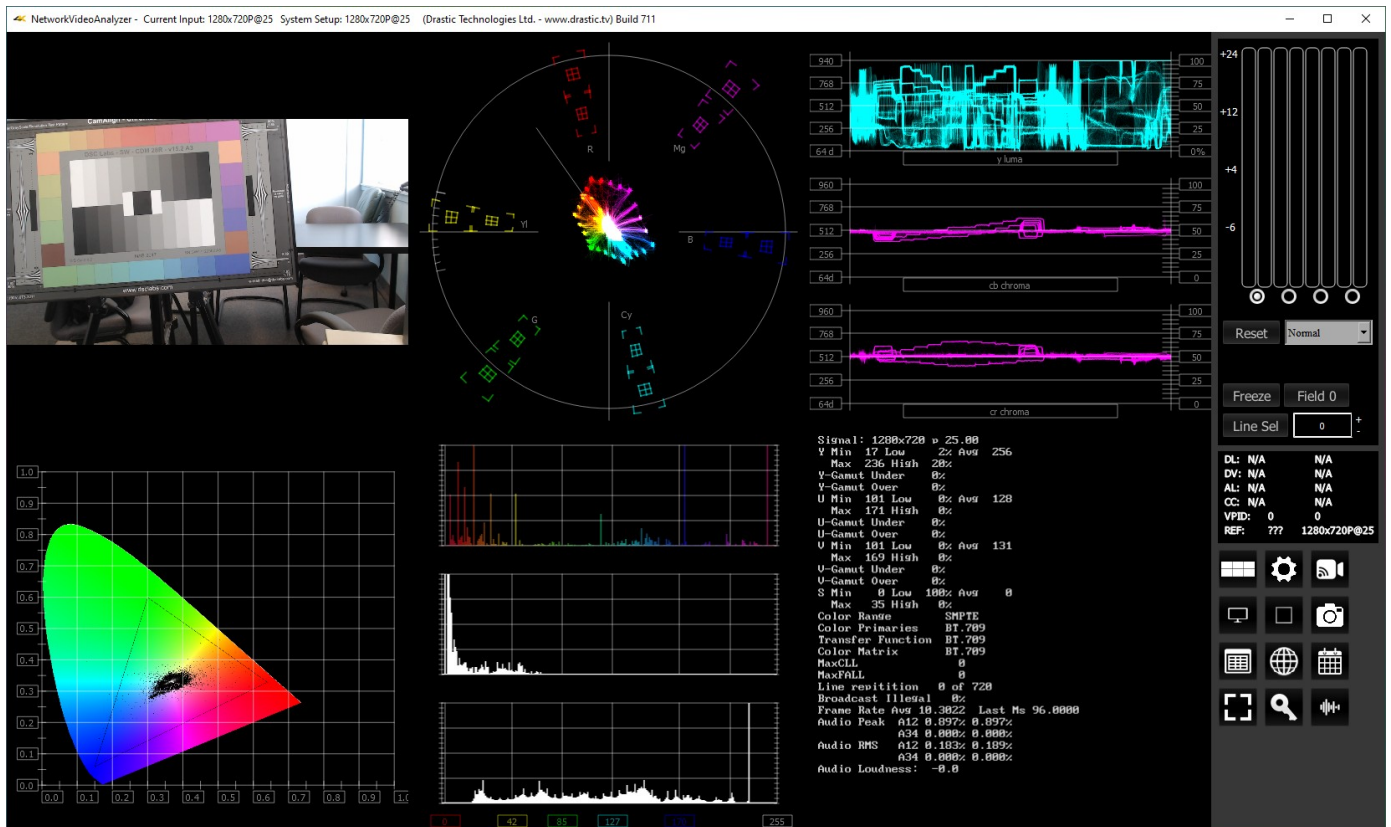 NetworkVideoAnalyzer - Current Input: 1280x720P@25 System Setup: 1280x720P@25 (Drastic Technologies Ltd. - www.drastic.tv) Build 711
www.dsclabs.com
R
Mg
Yl
B
G
Cy
940
768
512
256
64 d
100
75
50
25
0%
y luma
960
768
512
256
64d
100
75
50
25
0
cb chroma
960
768
512
256
64d
100
75
50
25
0
cr chroma
1.0
0.9
0.8
0.7
0.6
0.5
0.4
0.3
0.2
0.1
0.0
0.0 0.1 0.2 0.3 0.4 0.5 0.6 0.7 0.8 0.9
0 42 85 127 255
Signal: 1280x720 p 25.00
Y Min 17 Low 2% Avg 256
Max 236 High 20%
Y-Gamut Under 0%
Y-Gamut Over 0%
U Min 101 Low 0% Avg 128
Max 171 High 0%
U-Gamut Under 0%
U-Gamut Over 0%
V Min 101 Low 0% Avg 131
Max 169 High 0%
V-Gamut Under 0%
V-Gamut Over 0%
S Min 0 Low 100% Avg 0
Max 35 High 0%
Color Range SMPTE
Color Primaries BT.709
Transfer Function BT.709
Color Matrix BT.709
MaxCLL 0
MaxFALL 0
Line repitition 0 of 720
Broadcast Illegal 0%
Frame Rate Avg 10.3022 Last Ms 96.0000
Audio Peak A12 0.897% 0.897%
A34 0.000% 0.000%
Audio RMS A12 0.183% 0.189%
A34 0.000% 0.000%
Audio Loudness: -0.0
+24
+12
+4
-6
Reset Normal
Freeze Field 0
Line Sel 0 + -
DL: N/A N/A
DV: N/A N/A
AL: N/A N/A
CC: N/A N/A
VPID: 0 0
REF: ??? 1280x720P@25